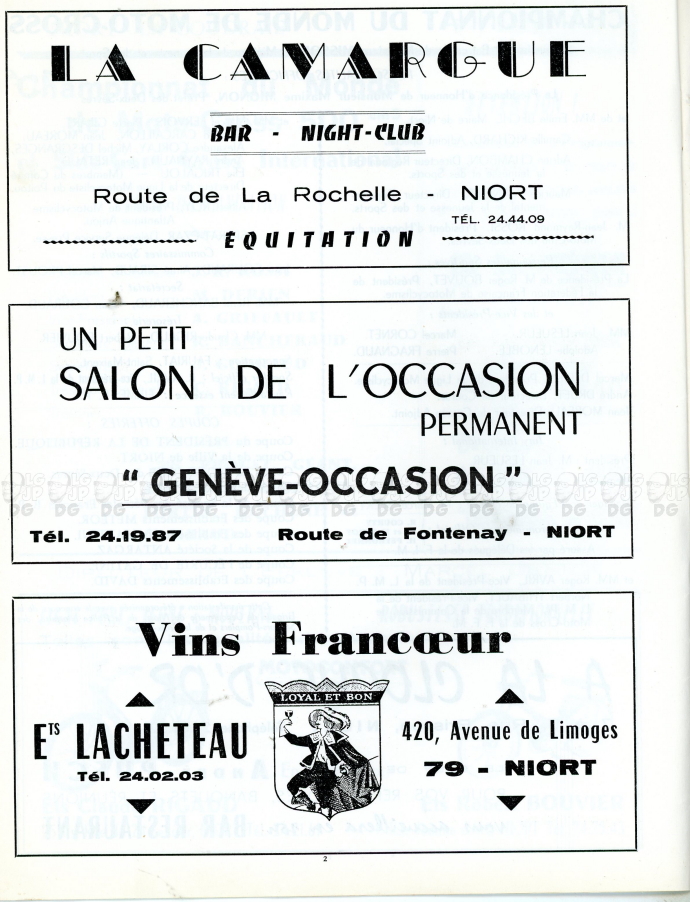 LA CAMARGUE
BAR - NIGHT-CLUB
Route de La Rochelle - NIORT
TÉL. 24.44.09
ÉQUITATION
UN PETIT
SALON DE L'OCCASION
PERMANENT
“ GENÈVE-OCCASION ”
Tél. 24.19.87 Route de Fontenay - NIORT
Vins Francœur
LOYAL ET BON
ETS LACHETEAU
Tél. 24.02.03
420, Avenue de Limoges
79 - NIORT
2